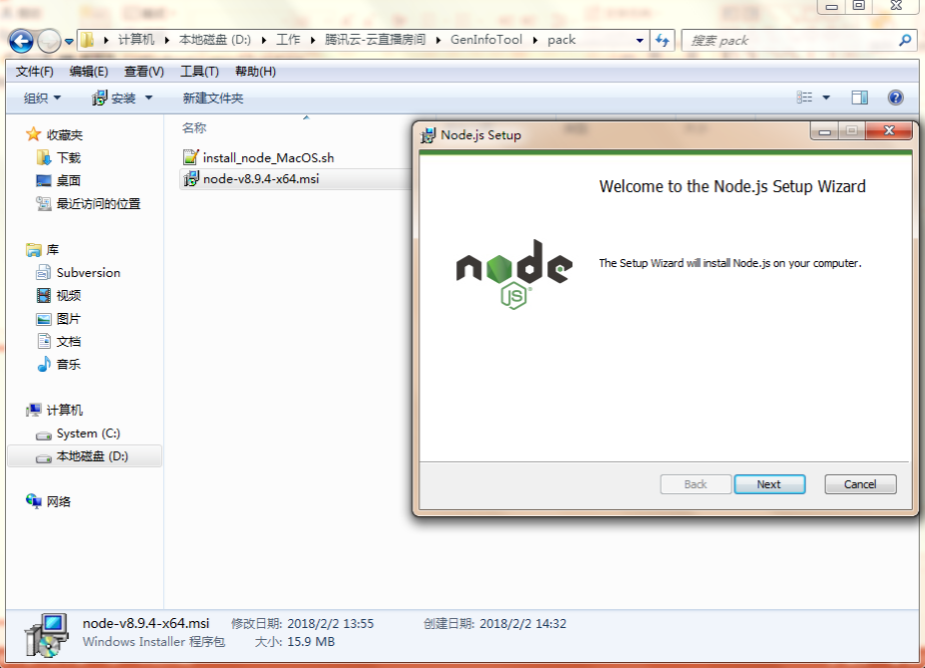 计算机 本地磁盘 (D:) 工作 腾讯云-云直播房间 GenInfoTool pack 搜索 pack
文件(F) 编辑(E) 查看(V) 工具(T) 帮助(H)
组织 安装 新建文件夹
收藏夹
下载
桌面
最近访问的位置
库
Subversion
视频
图片
文档
音乐
计算机
System (C:)
本地磁盘 (D:)
网络
名称
install_node_MacOS.sh
node-v8.9.4-x64.msi
Node.js Setup
Welcome to the Node.js Setup Wizard
node
JS
The Setup Wizard will install Node.js on your computer.
Back Next Cancel
node-v8.9.4-x64.msi 修改日期: 2018/2/2 13:55 创建日期: 2018/2/2 14:32
Windows Installer 程序包 大小: 15.9 MB